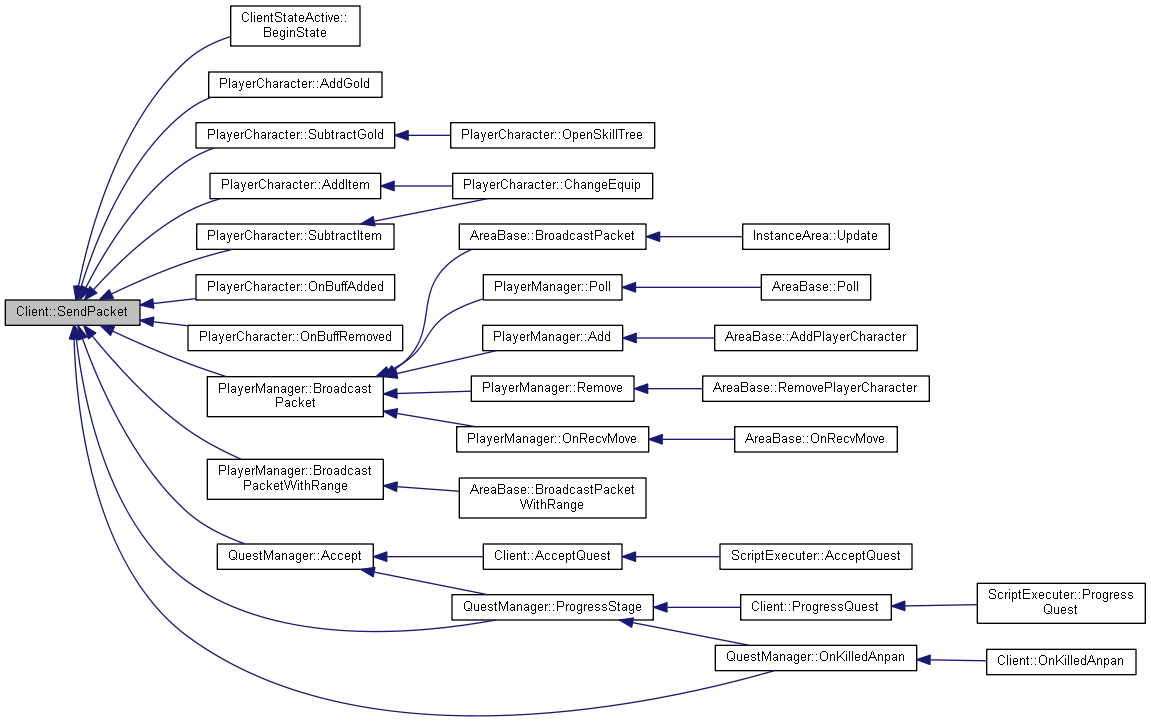 ClientStateActive::
BeginState
PlayerCharacter::AddGold
PlayerCharacter::SubtractGold
PlayerCharacter::OpenSkillTree
PlayerCharacter::AddItem
PlayerCharacter::ChangeEquip
PlayerCharacter::SubtractItem
AreaBase::BroadcastPacket
InstanceArea::Update
PlayerCharacter::OnBuffAdded
PlayerManager::Poll
AreaBase::Poll
Client::SendPacket
PlayerCharacter::OnBuffRemoved
PlayerManager::Add
AreaBase::AddPlayerCharacter
PlayerManager::Broadcast
Packet
PlayerManager::Remove
AreaBase::RemovePlayerCharacter
PlayerManager::OnRecvMove
AreaBase::OnRecvMove
PlayerManager::Broadcast
PacketWithRange
AreaBase::BroadcastPacket
WithRange
QuestManager::Accept
Client::AcceptQuest
ScriptExecuter::AcceptQuest
QuestManager::ProgressStage
Client::ProgressQuest
ScriptExecuter::Progress
Quest
QuestManager::OnKilledAnpan
Client::OnKilledAnpan